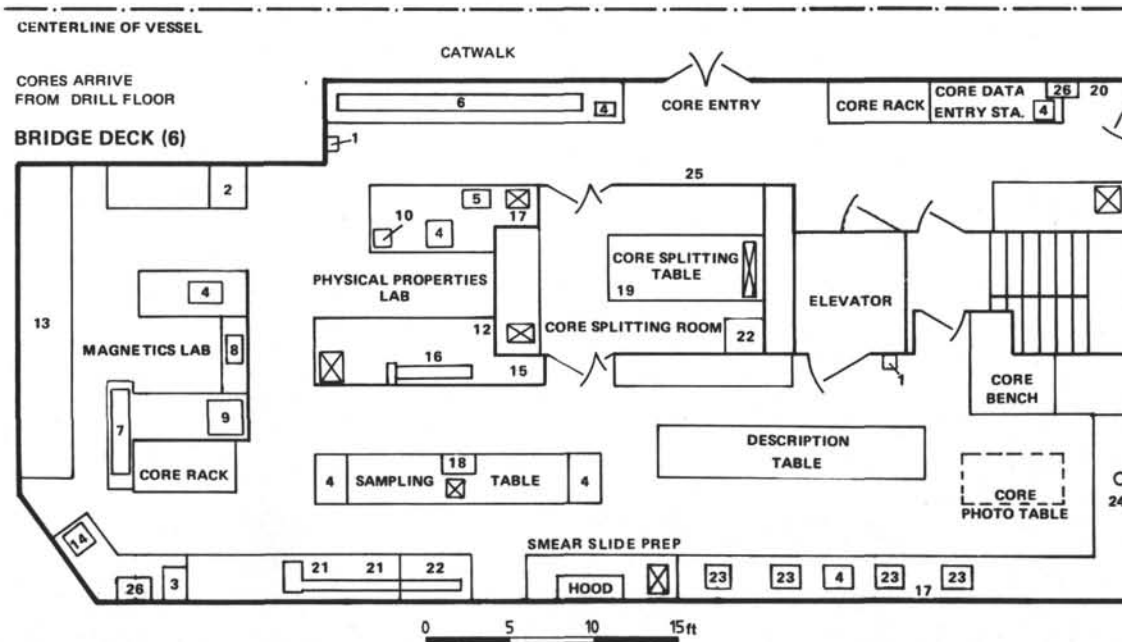 CENTERLINE OF VESSEL
CATWALK
CORES ARRIVE
FROM DRILL FLOOR
BRIDGE DECK (6)
6
4
CORE ENTRY
CORE RACK
CORE DATA
ENTRY STA.
26
4
20
1
2
5
17
10
4
25
PHYSICAL PROPERTIES
LAB
CORE SPLITTING
TABLE
19
ELEVATOR
13
4
12
CORE SPLITTING ROOM
22
MAGNETICS LAB
8
16
15
1
CORE
BENCH
7
9
CORE RACK
DESCRIPTION
TABLE
4
SAMPLING
18
TABLE
4
CORE
PHOTO TABLE
24
14
SMEAR SLIDE PREP
26
3
21
21
22
HOOD
23
23
4
23
17
23
0
5
10
15 ft